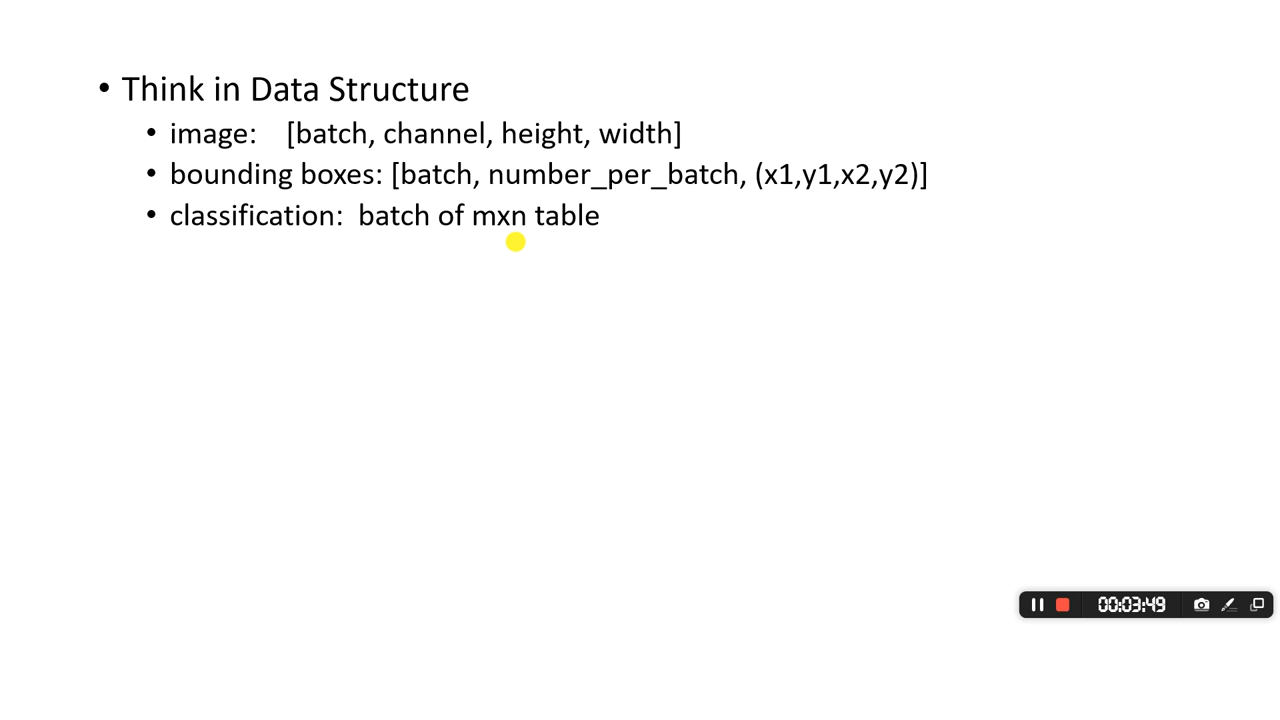 • Think in Data Structure
• image: [batch, channel, height, width]
• bounding boxes: [batch, number_per_batch, (x1,y1,x2,y2)]
• classification: batch of mxn table
00:03:49